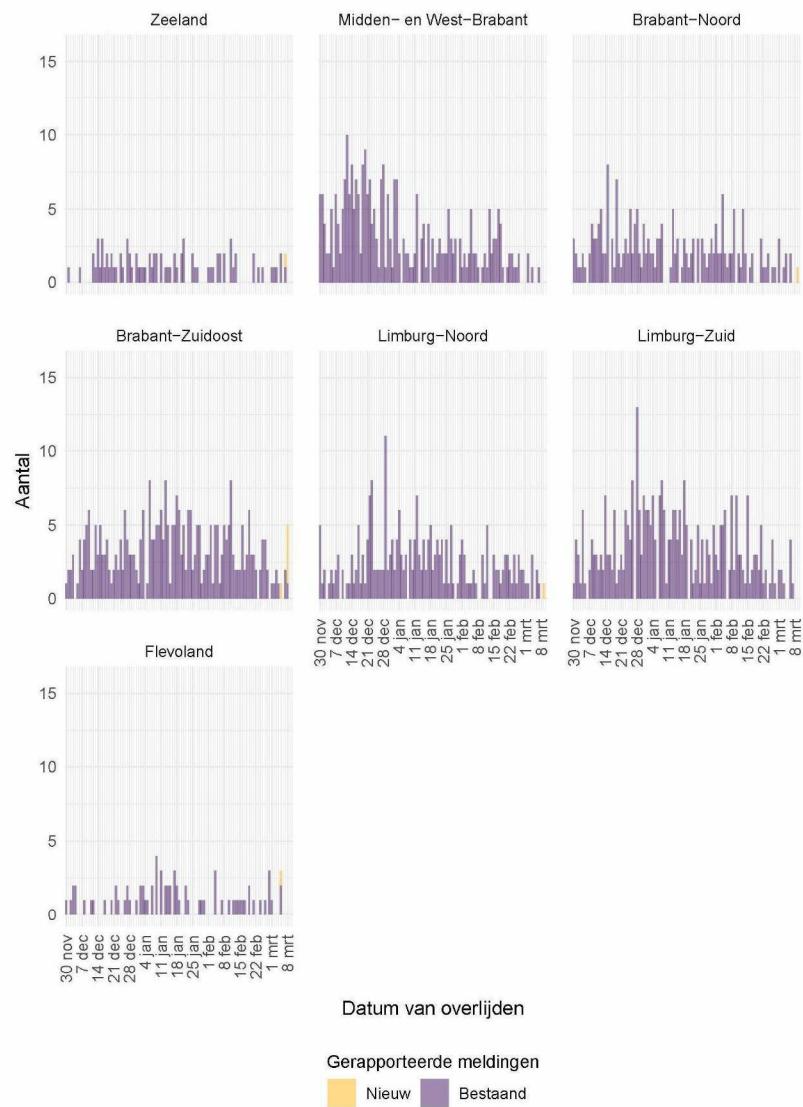 Zeeland
Midden- en West-Brabant
Brabant-Noord
15
10
5
0
Brabant-Zuidoost
Limburg-Noord
Limburg-Zuid
Aantal
15
10
5
0
30 nov
7 dec
14 dec
21 dec
28 dec
4 jan
11 jan
18 jan
25 jan
1 feb
8 feb
15 feb
22 feb
1 mrt
8 mrt
30 nov
7 dec
14 dec
21 dec
28 dec
4 jan
11 jan
18 jan
25 jan
1 feb
8 feb
15 feb
22 feb
1 mrt
8 mrt
Flevoland
15
10
5
0
30 nov
7 dec
14 dec
21 dec
28 dec
4 jan
11 jan
18 jan
25 jan
1 feb
8 feb
15 feb
22 feb
1 mrt
8 mrt
Datum van overlijden
Gerapporteerde meldingen
Nieuw
Bestaand